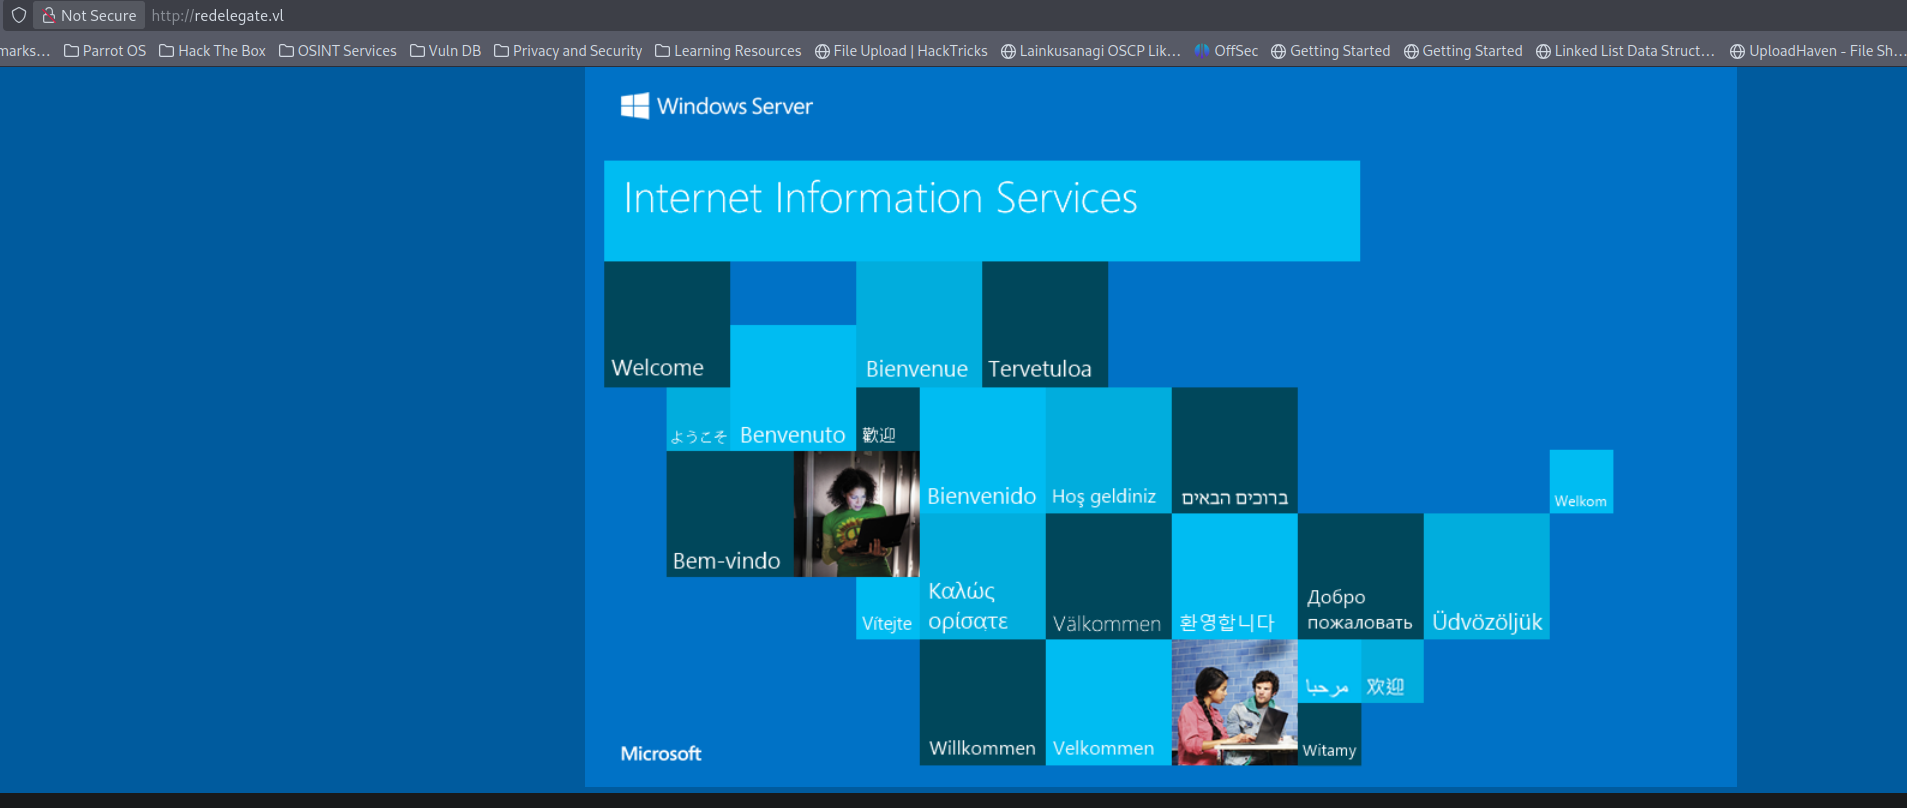 Not Secure http://redelegate.vl
marks… Parrot OS Hack The Box OSINT Services Vuln DB Privacy and Security Learning Resources File Upload | HackTricks Lainkusanagi OSCP Lik… OffSec Getting Started Getting Started Linked List Data Struct… UploadHaven - File Sh…
Windows Server
Internet Information Services
Welcome
Bienvenue
Tervetuloa
ようこそ
Benvenuto
歡迎
Bienvenido
Hoş geldiniz
ברוכים הבאים
Welkom
Bem-vindo
Vítejte
Καλώς
ορίσατε
Välkommen
환영합니다
Добро
пожаловать
Üdvözöljük
Microsoft
Willkommen
Velkommen
مرحبا
欢迎
Witamy